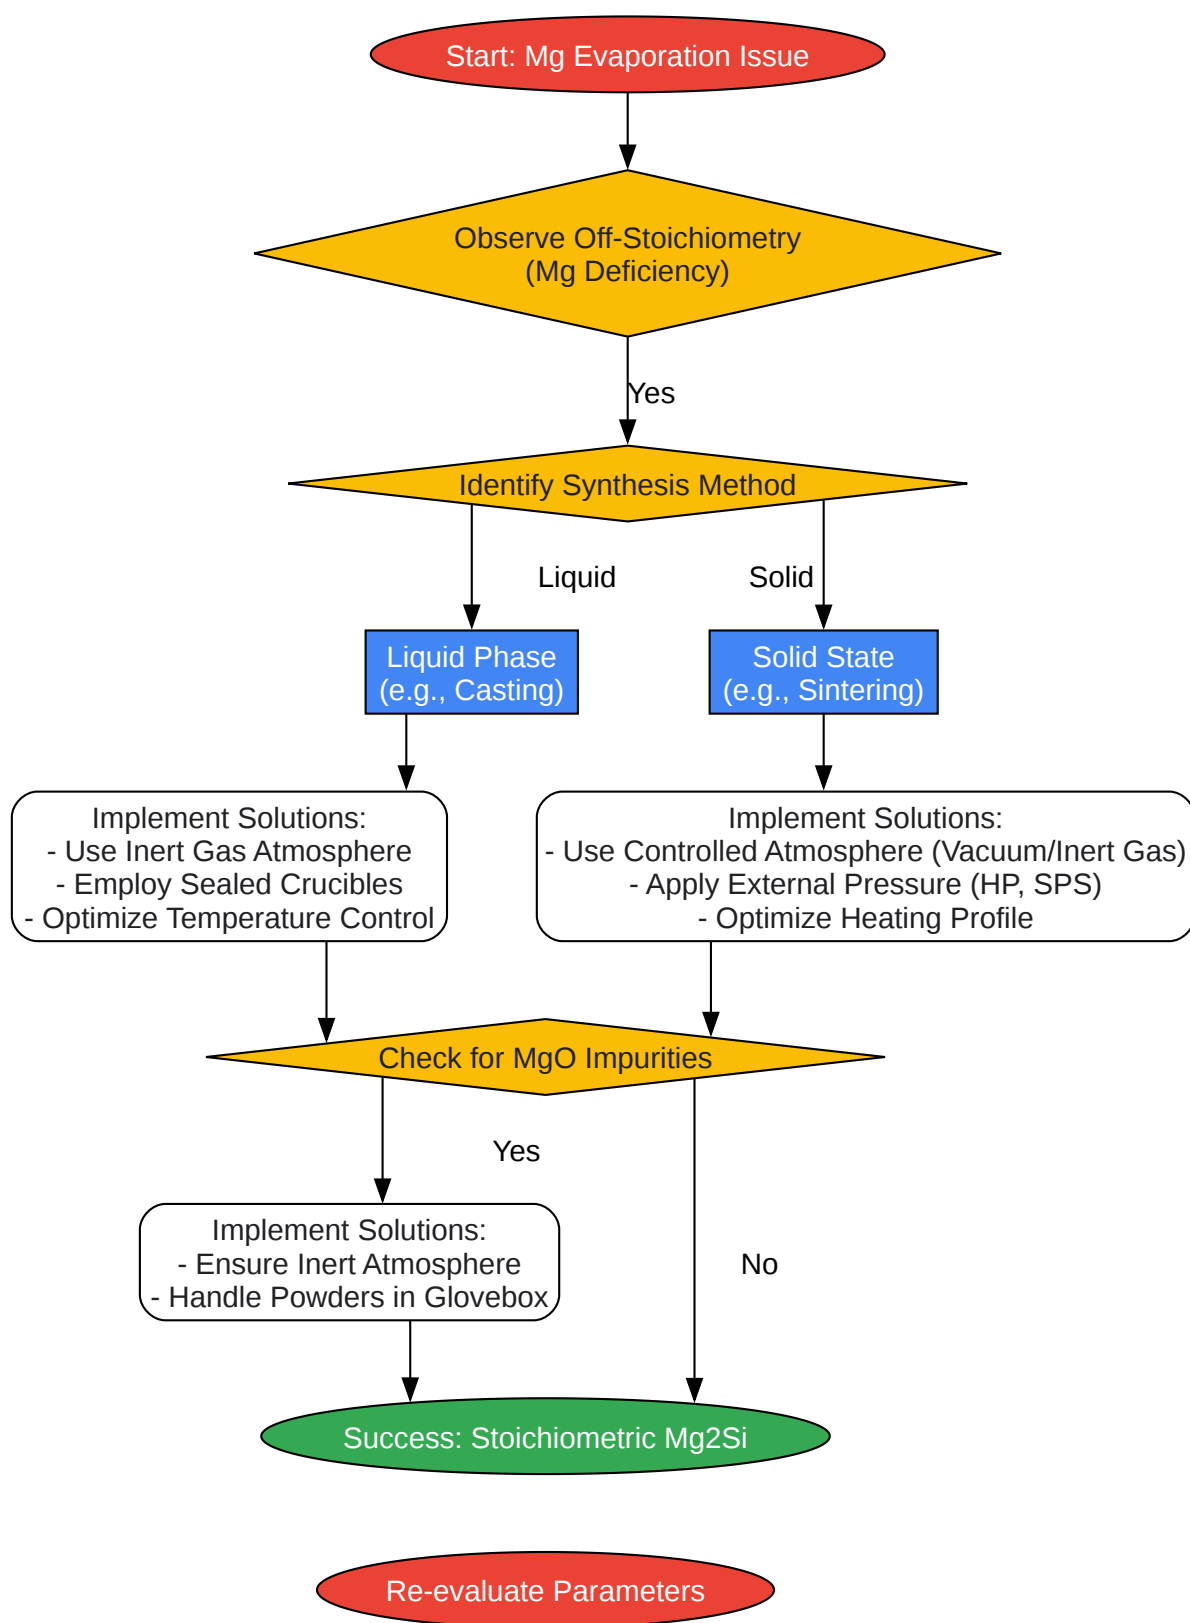 Start: Mg Evaporation Issue
Observe Off-Stoichiometry
(Mg Deficiency)
Yes
Identify Synthesis Method
Liquid
Solid
Liquid Phase
(e.g., Casting)
Solid State
(e.g., Sintering)
Implement Solutions:
- Use Inert Gas Atmosphere
- Employ Sealed Crucibles
- Optimize Temperature Control
Implement Solutions:
- Use Controlled Atmosphere (Vacuum/Inert Gas)
- Apply External Pressure (HP, SPS)
- Optimize Heating Profile
Check for MgO Impurities
Yes
Implement Solutions:
- Ensure Inert Atmosphere
- Handle Powders in Glovebox
No
Success: Stoichiometric Mg2Si
Re-evaluate Parameters